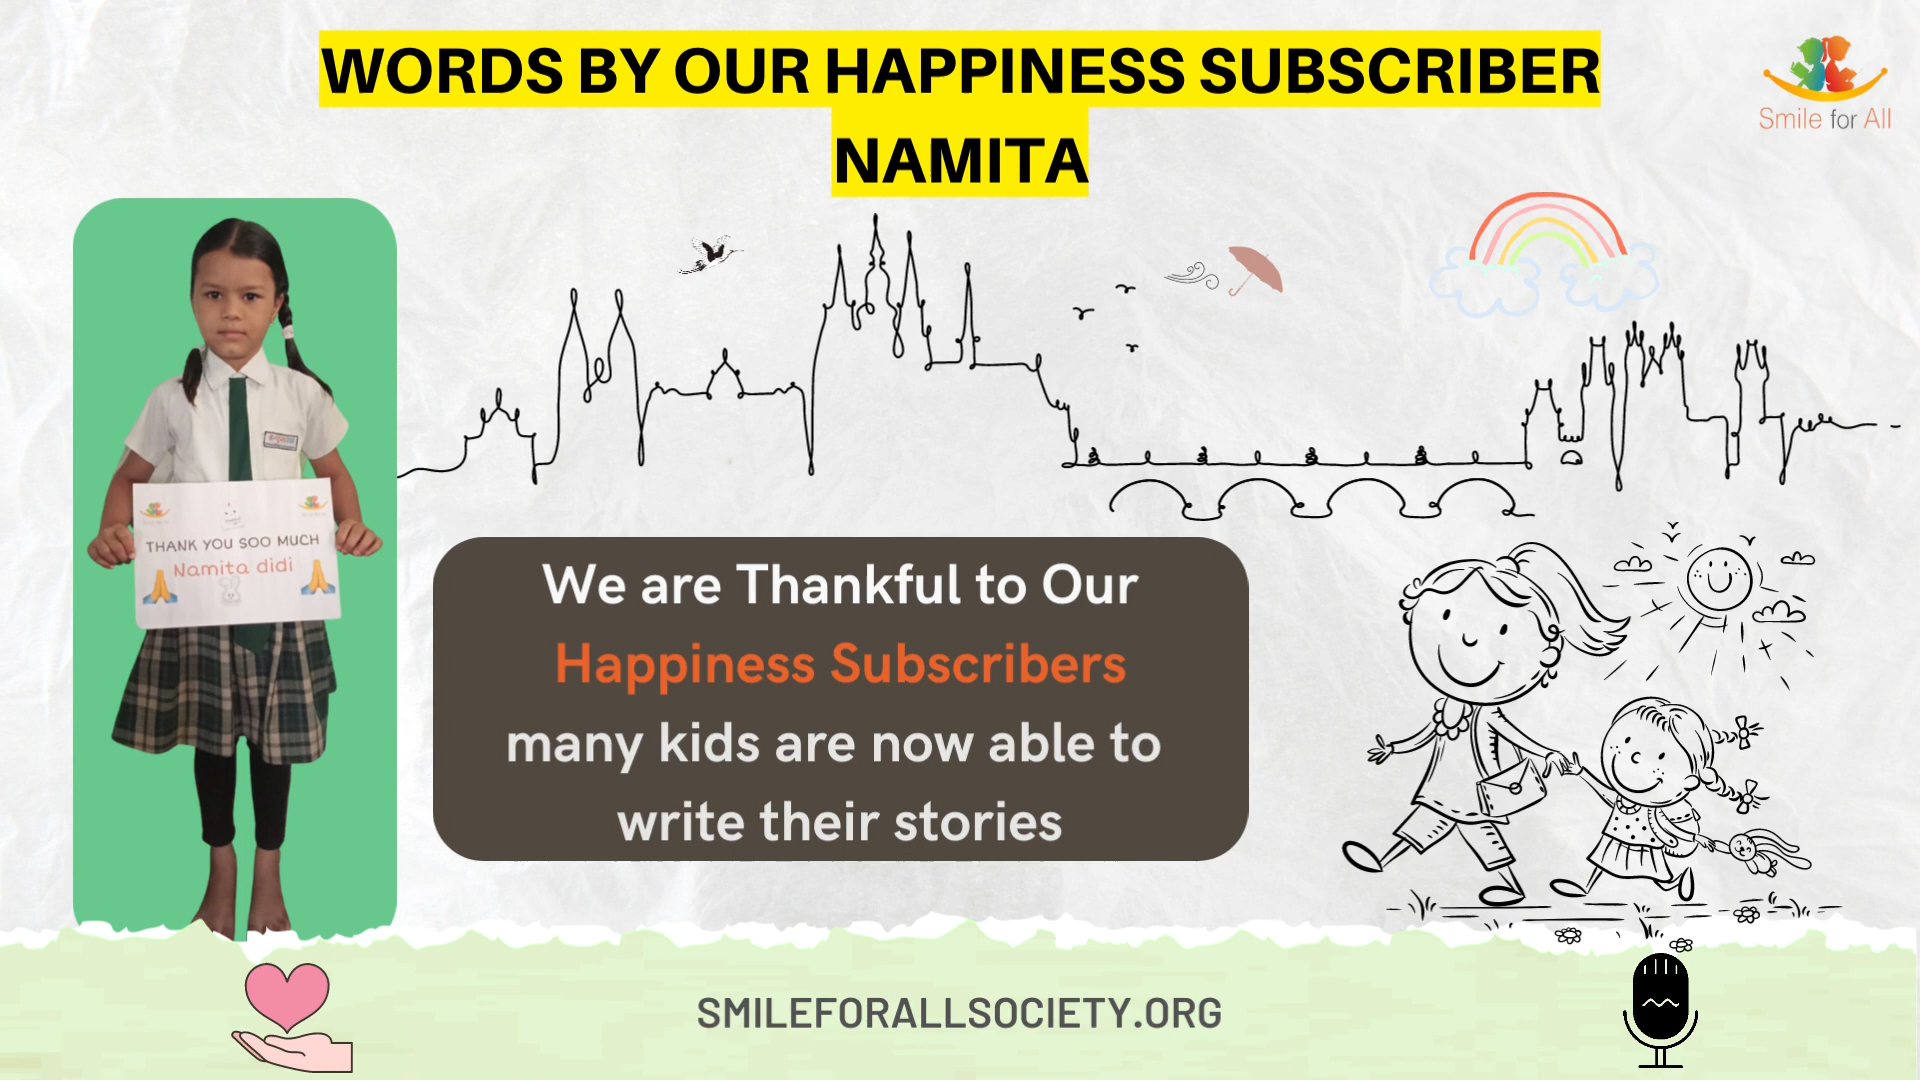 WORDS BY OUR HAPPINESS SUBSCRIBER
NAMITA
Smile for All
THANK YOU SOO MUCH
Namita didi
We are Thankful to Our
Happiness Subscribers
many kids are now able to
write their stories
SMILEFORALLSOCIETY.ORG